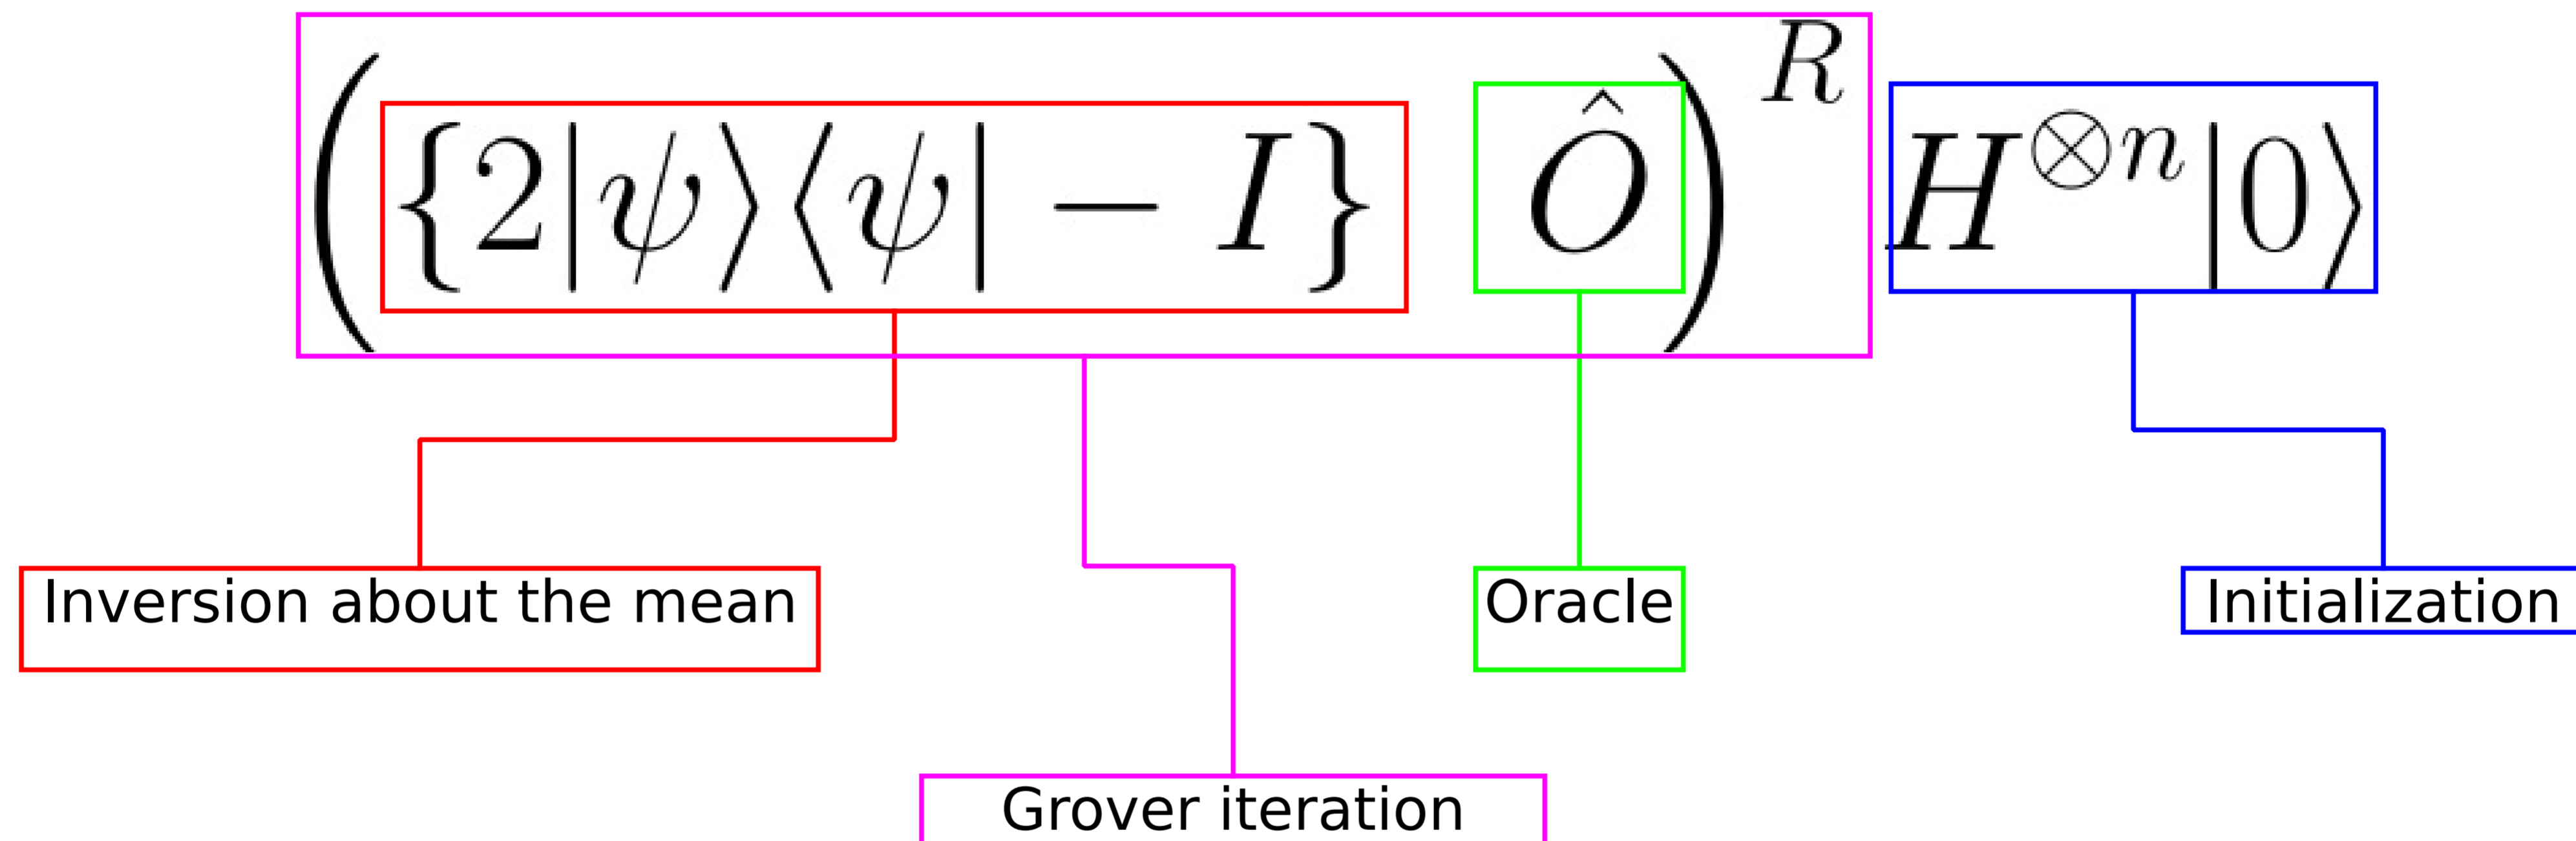 ({2|ψ⟩⟨ψ| − I} Ô)^R H^{⊗n}|0⟩
Inversion about the mean
Oracle
Initialization
Grover iteration